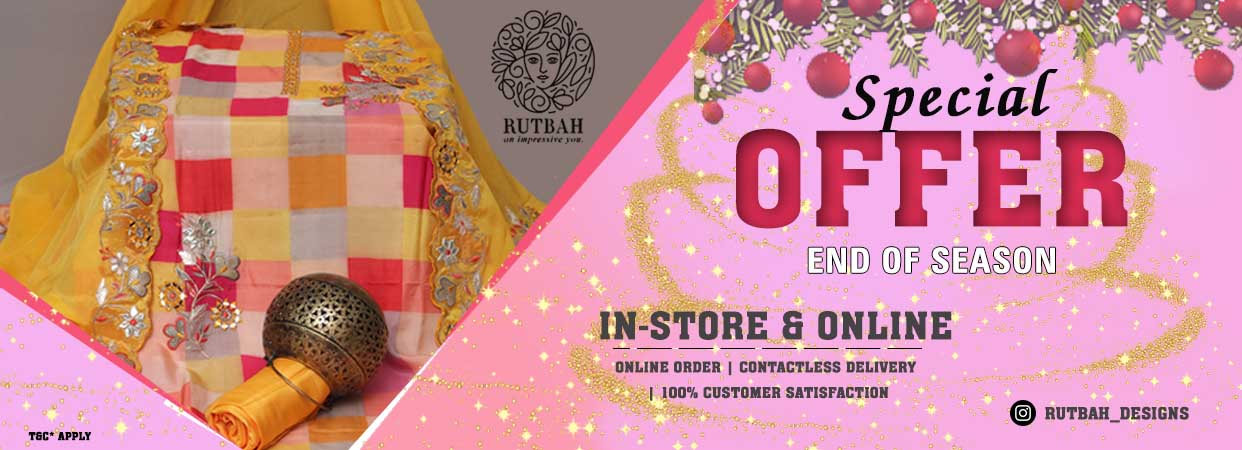 RUTBAH
an impressive you.
Special
OFFER
END OF SEASON
IN-STORE & ONLINE
ONLINE ORDER | CONTACTLESS DELIVERY
| 100% CUSTOMER SATISFACTION
RUTBAH_DESIGNS
T&C* APPLY